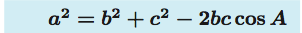 a² = b² + c² − 2bc cos A